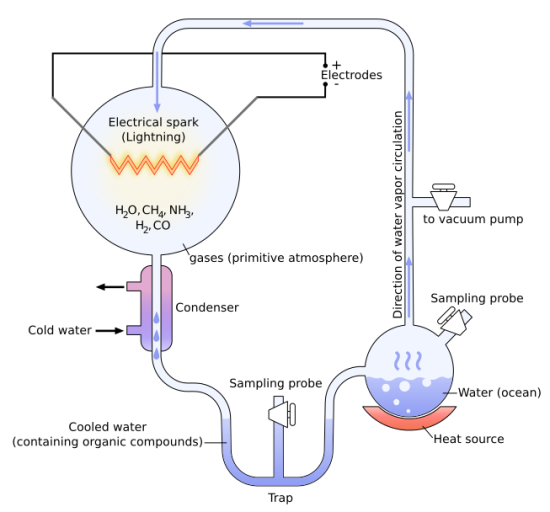 +
Electrodes
-
Electrical spark
(Lightning)
H₂O, CH₄, NH₃,
H₂, CO
gases (primitive atmosphere)
Direction of water vapor circulation
to vacuum pump
Condenser
Cold water
Sampling probe
Sampling probe
Water (ocean)
Heat source
Cooled water
(containing organic compounds)
Trap